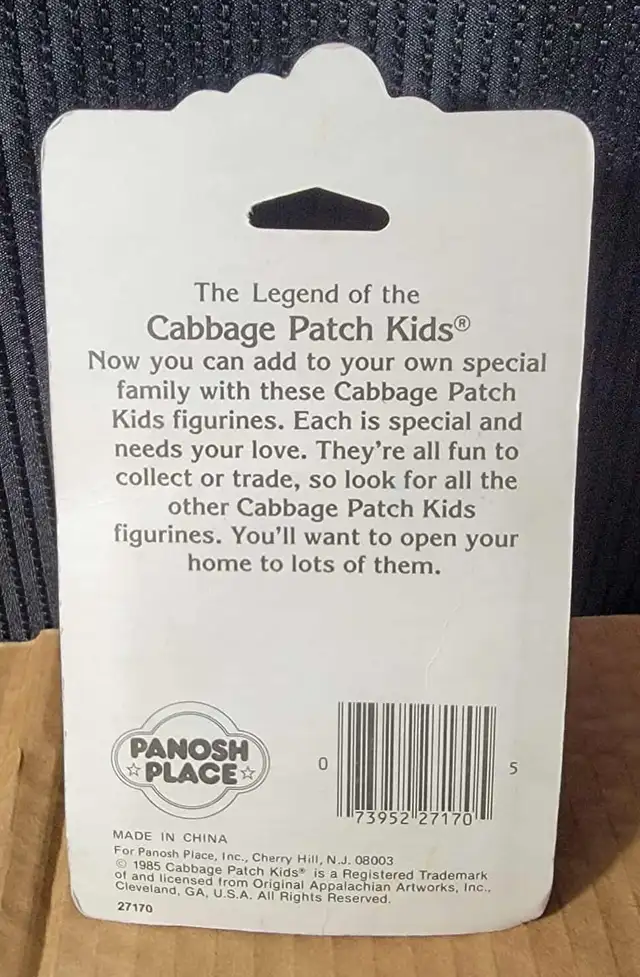 The Legend of the
Cabbage Patch Kids®
Now you can add to your own special
family with these Cabbage Patch
Kids figurines. Each is special and
needs your love. They're all fun to
collect or trade, so look for all the
other Cabbage Patch Kids
figurines. You'll want to open your
home to lots of them.
PANOSH
☆PLACE☆
0 73952 27170 5
MADE IN CHINA
For Panosh Place, Inc., Cherry Hill, N.J. 08003
© 1985 Cabbage Patch Kids® is a Registered Trademark
of and licensed from Original Appalachian Artworks, Inc.,
Cleveland, GA, U.S.A. All Rights Reserved.
27170